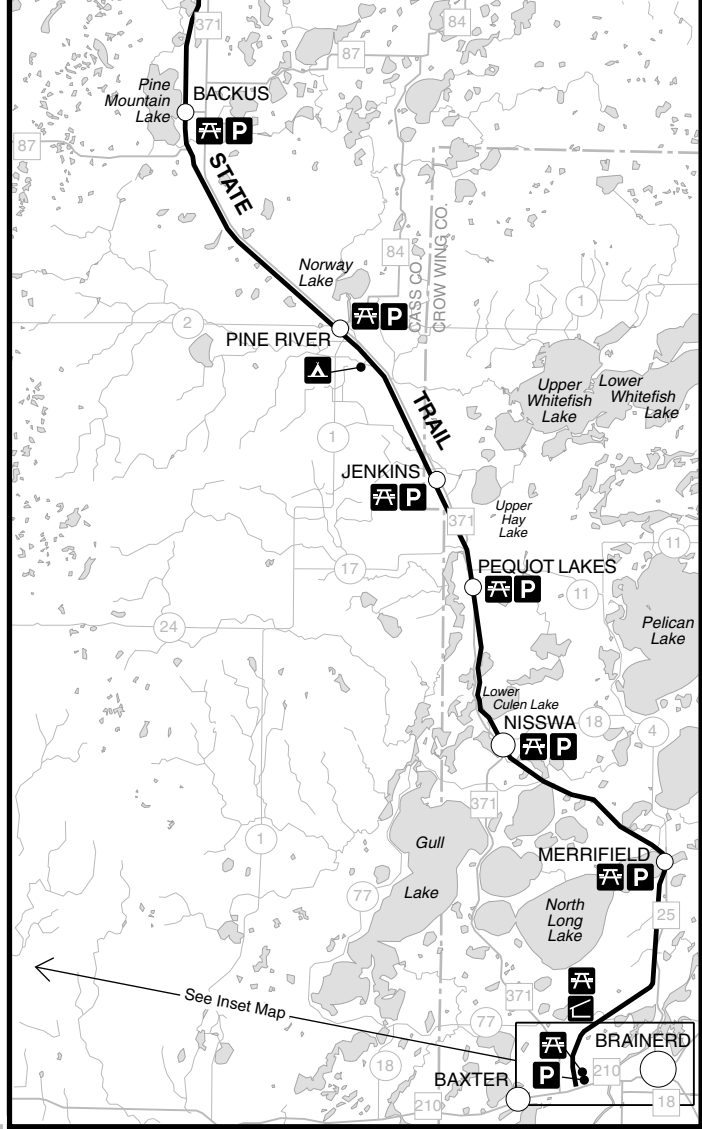 371
84
87
Pine
Mountain
Lake
BACKUS
P
87
STATE
84
CASS CO.
CROW WING CO.
Norway
Lake
P
2
1
PINE RIVER
Upper
Whitefish
Lake
Lower
Whitefish
Lake
TRAIL
1
JENKINS
P
371
Upper
Hay
Lake
11
17
PEQUOT LAKES
P
11
24
Pelican
Lake
Lower
Culen Lake
NISSWA
18
4
P
371
1
Gull
Lake
MERRIFIELD
P
77
North
Long
Lake
25
See Inset Map
371
77
BRAINERD
18
P
210
BAXTER
210
18